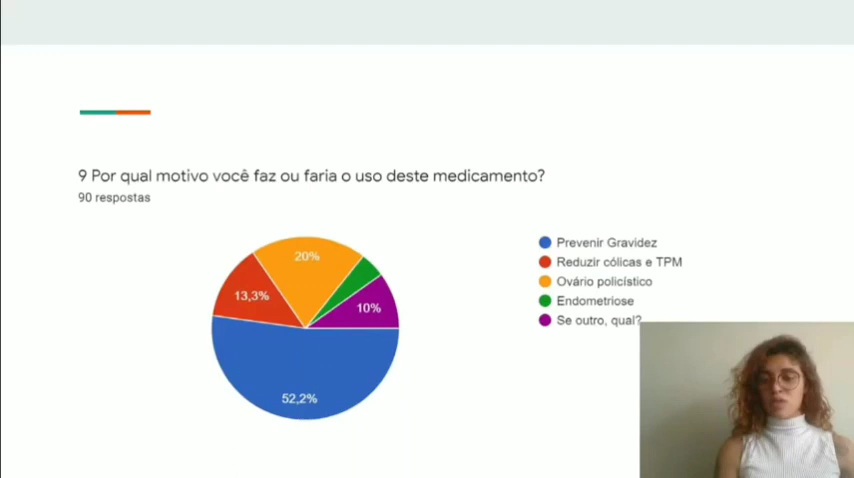 9 Por qual motivo você faz ou faria o uso deste medicamento?
90 respostas
20%
13,3%
10%
52,2%
Prevenir Gravidez
Reduzir cólicas e TPM
Ovário policístico
Endometriose
Se outro, qual?